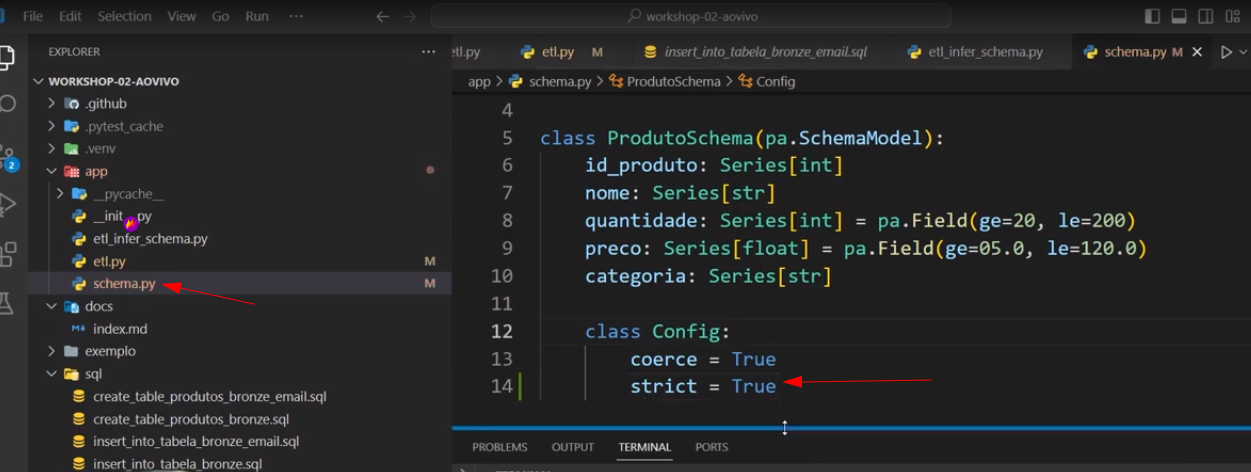 File Edit Selection View Go Run ··· workshop-02-aovivo
EXPLORER ···
WORKSHOP-02-AOVIVO
.github
.pytest_cache
.venv
app
__pycache__
__init__.py
etl_infer_schema.py
etl.py M
schema.py M
docs
index.md
exemplo
sql
create_table_produtos_bronze_email.sql
create_table_produtos_bronze.sql
insert_into_tabela_bronze_email.sql
insert_into_tabela_bronze.sql
2
etl.py etl.py M insert_into_tabela_bronze_email.sql etl_infer_schema.py schema.py M
app > schema.py > ProdutoSchema > Config
4
5 class ProdutoSchema(pa.SchemaModel):
6 id_produto: Series[int]
7 nome: Series[str]
8 quantidade: Series[int] = pa.Field(ge=20, le=200)
9 preco: Series[float] = pa.Field(ge=05.0, le=120.0)
10 categoria: Series[str]
11
12 class Config:
13 coerce = True
14 strict = True
PROBLEMS OUTPUT TERMINAL PORTS